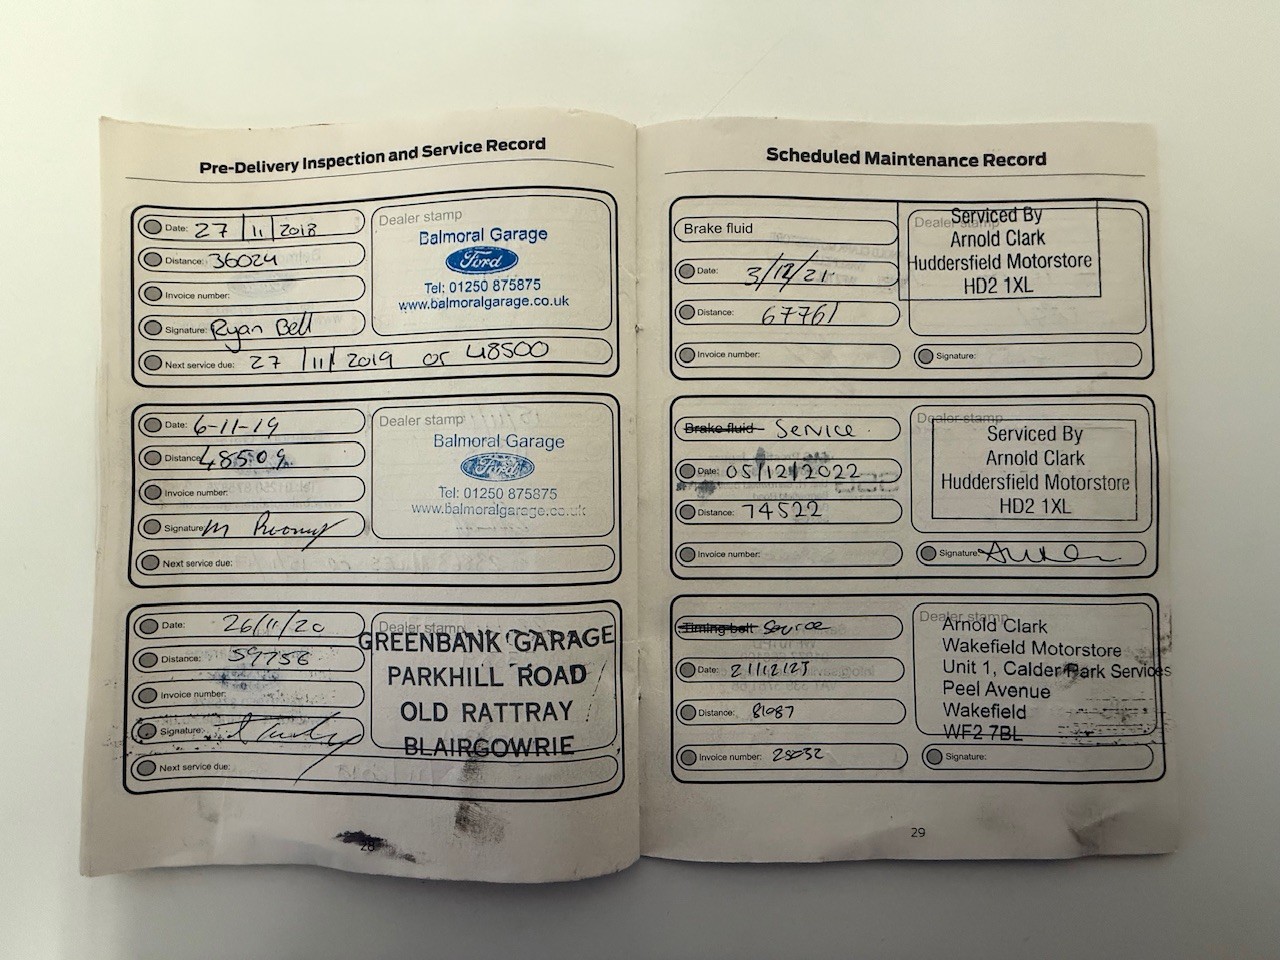 Pre-Delivery Inspection and Service Record
Date: 27/11/2018
Distance: 36024
Invoice number:
Signature: Ryan Bell
Next service due: 27/11/2019 or 48500
Dealer stamp
Balmoral Garage
Ford
Tel: 01250 875875
www.balmoralgarage.co.uk
Date: 6-11-19
Distance: 48509
Invoice number:
Signature: M
Next service due:
Dealer stamp
Balmoral Garage
Ford
Tel: 01250 875875
www.balmoralgarage.co.uk
Date: 26/11/20
Distance: 59756
Invoice number:
Signature:
Next service due:
Dealer stamp
GREENBANK GARAGE
PARKHILL ROAD
OLD RATTRAY
BLAIRGOWRIE
28
Scheduled Maintenance Record
Brake fluid
Date: 3/12/21
Distance: 67761
Invoice number:
Dealer stamp
Serviced By
Arnold Clark
Huddersfield Motorstore
HD2 1XL
Signature:
Brake fluid Service.
Date: 05/12/2022
Distance: 74522
Invoice number:
Dealer stamp
Serviced By
Arnold Clark
Huddersfield Motorstore
HD2 1XL
Signature:
Timing belt Service
Date:
Distance: 81087
Invoice number: 25032
Dealer stamp
Arnold Clark
Wakefield Motorstore
Unit 1, Calder Park Services
Peel Avenue
Wakefield
WF2 7BL
Signature:
29